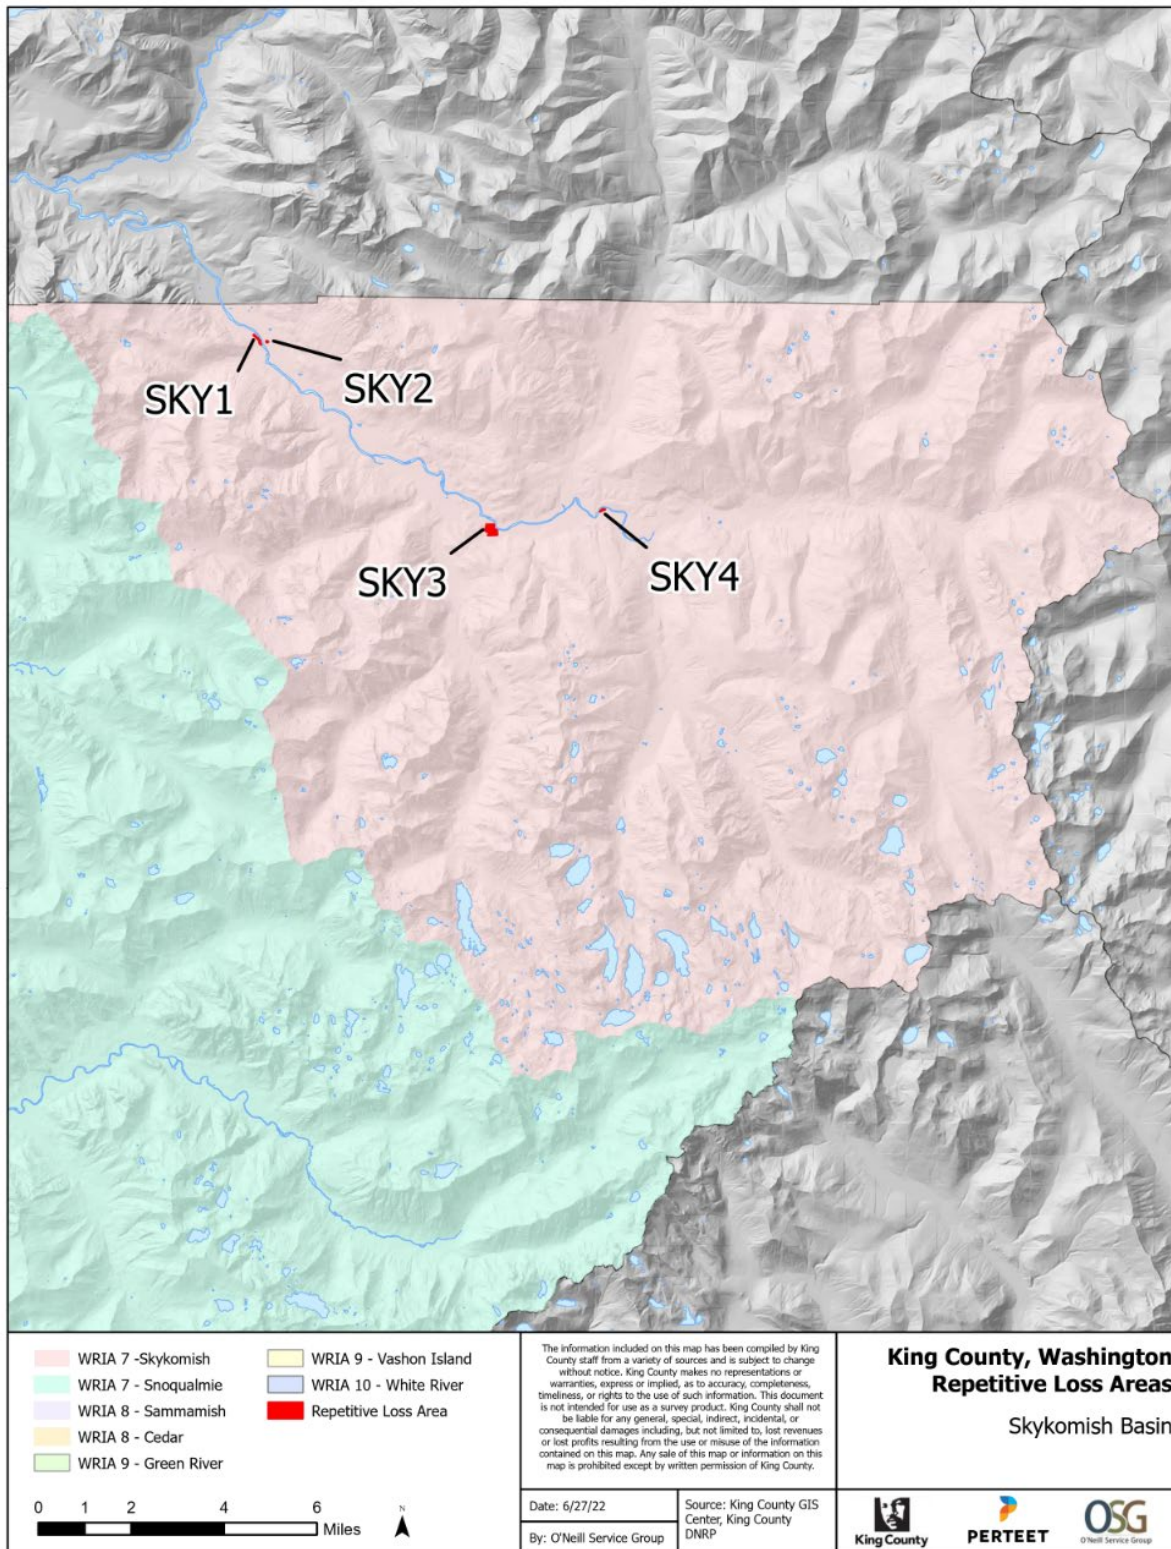 SKY1
SKY2
SKY3
SKY4
WRIA 7 -Skykomish
WRIA 7 - Snoqualmie
WRIA 8 - Sammamish
WRIA 8 - Cedar
WRIA 9 - Green River
WRIA 9 - Vashon Island
WRIA 10 - White River
Repetitive Loss Area
0 1 2 4 6
Miles
N
The information included on this map has been compiled by King
County staff from a variety of sources and is subject to change
without notice. King County makes no representations or
warranties, express or implied, as to accuracy, completeness,
timeliness, or rights to the use of such information. This document
is not intended for use as a survey product. King County shall not
be liable for any general, special, indirect, incidental, or
consequential damages including, but not limited to, lost revenues
or lost profits resulting from the use or misuse of the information
contained on this map. Any sale of this map or information on this
map is prohibited except by written permission of King County.
Date: 6/27/22
By: O'Neill Service Group
Source: King County GIS
Center, King County
DNRP
King County, Washington
Repetitive Loss Areas
Skykomish Basin
King County
PERTEET
OSG
O'Neill Service Group